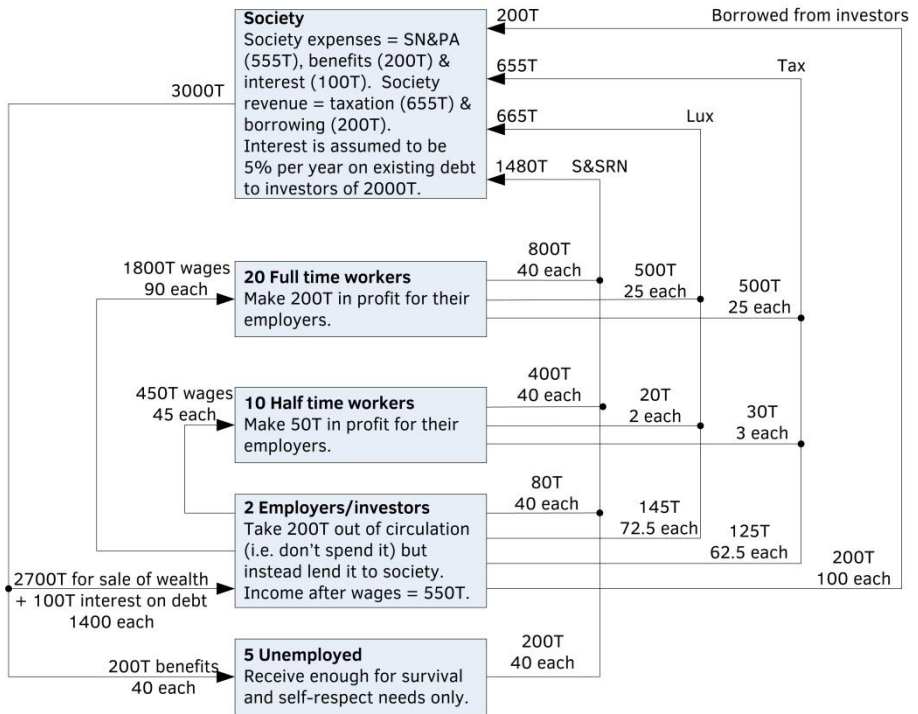 200T
Borrowed from investors
Society
Society expenses = SN&PA
(555T), benefits (200T) &
interest (100T). Society
revenue = taxation (655T) &
borrowing (200T).
Interest is assumed to be
5% per year on existing debt
to investors of 2000T.
3000T
655T
Tax
665T
Lux
1480T
S&SRN
1800T wages
90 each
20 Full time workers
Make 200T in profit for their
employers.
800T
40 each
500T
25 each
500T
25 each
450T wages
45 each
10 Half time workers
Make 50T in profit for their
employers.
400T
40 each
20T
2 each
30T
3 each
2 Employers/investors
Take 200T out of circulation
(i.e. don't spend it) but
instead lend it to society.
Income after wages = 550T.
80T
40 each
145T
72.5 each
125T
62.5 each
200T
100 each
2700T for sale of wealth
+ 100T interest on debt
1400 each
200T benefits
40 each
5 Unemployed
Receive enough for survival
and self-respect needs only.
200T
40 each